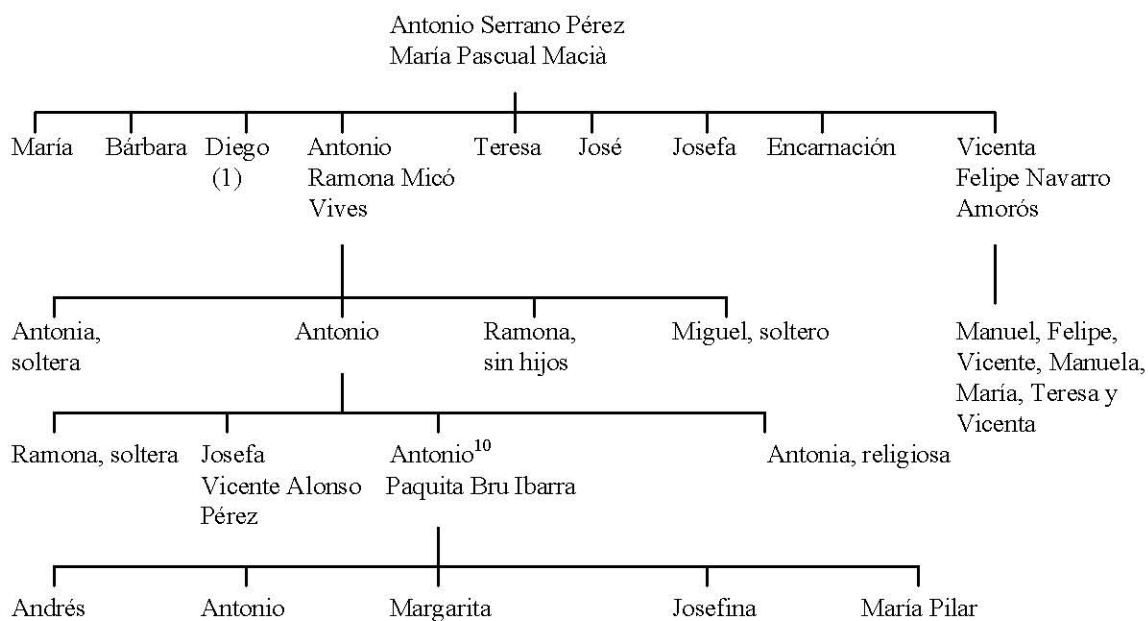 Antonio Serrano Pérez
María Pascual Macià
María Bárbara Diego Antonio Teresa José Josefa Encarnación Vicenta
(1) Ramona Micó Felipe Navarro
Vives Amorós
Antonia, Antonio Ramona, Miguel, soltero Manuel, Felipe,
soltera sin hijos Vicente, Manuela,
María, Teresa y
Vicenta
Ramona, soltera Josefa Antonio¹⁰ Antonia, religiosa
Vicente Alonso Paquita Bru Ibarra
Pérez
Andrés Antonio Margarita Josefina María Pilar